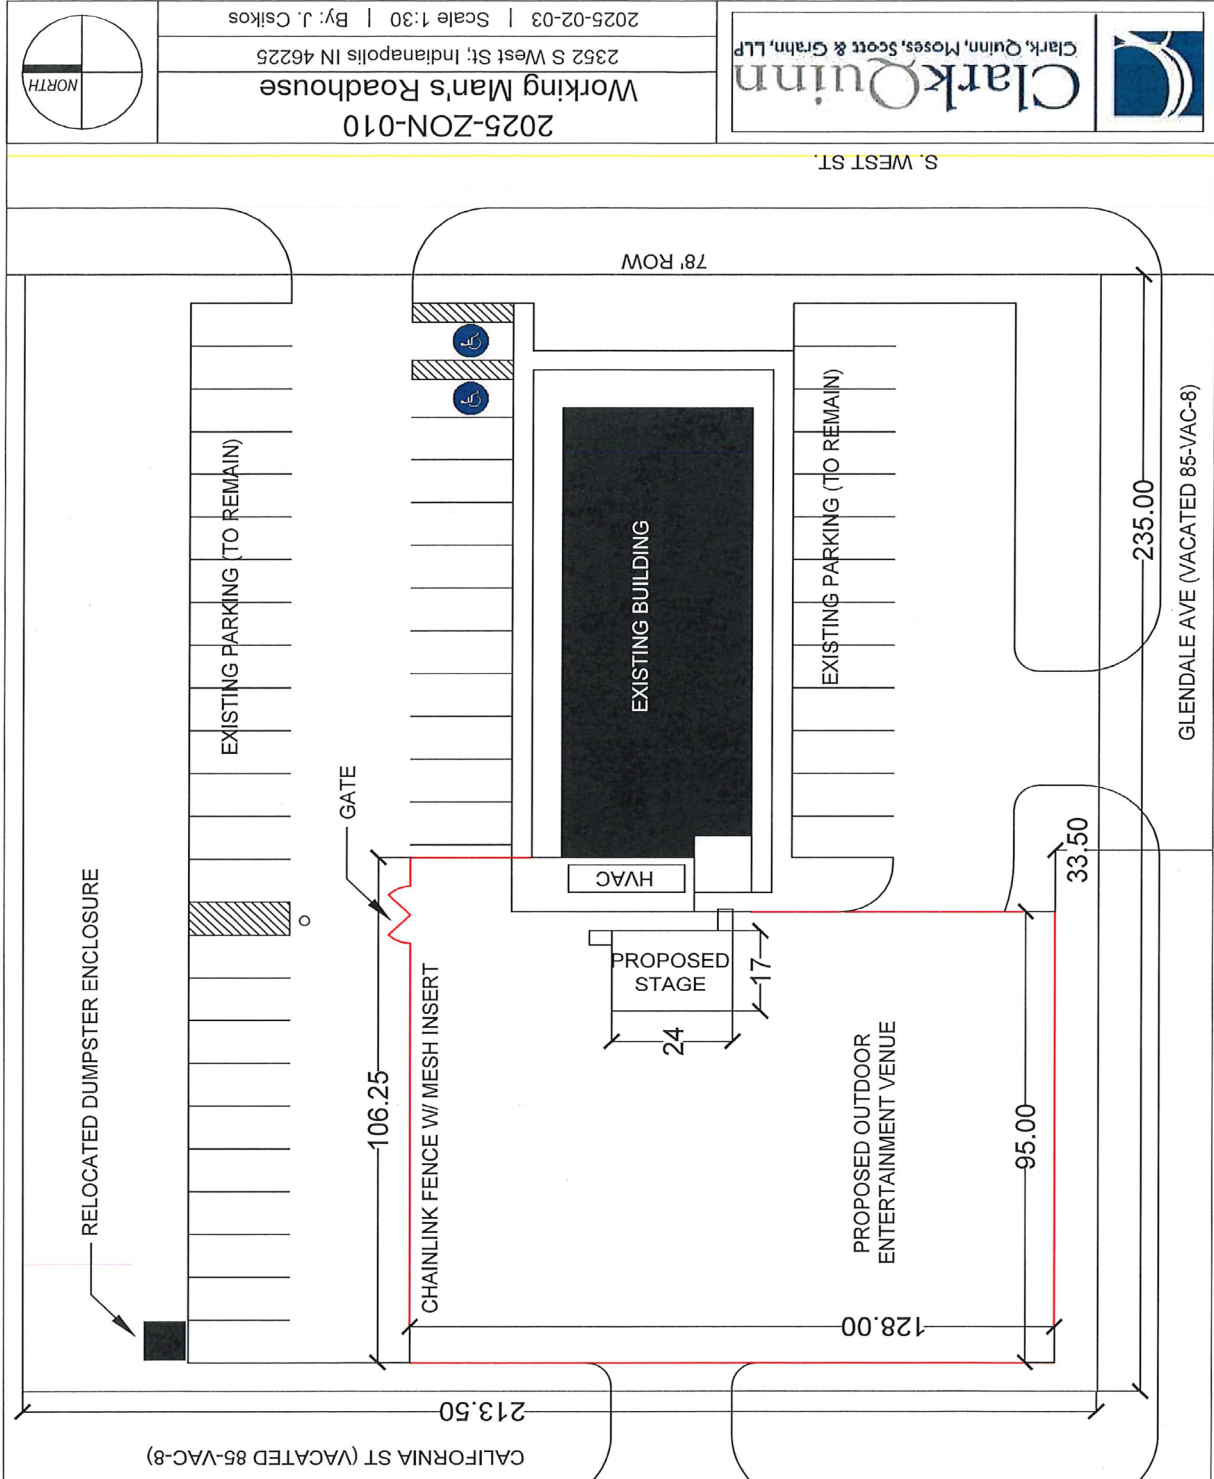 2025-ZON-010
Working Man's Roadhouse
2352 S West St; Indianapolis IN 46225
2025-02-03 | Scale 1:30 | By: J. Csikos
ClarkQuinn
Clark, Quinn, Moses, Scott & Grahn, LLP
NORTH
S. WEST ST.
78' ROW
EXISTING PARKING (TO REMAIN)
EXISTING BUILDING
EXISTING PARKING (TO REMAIN)
GLENDALE AVE (VACATED 85-VAC-8)
235.00
33.50
GATE
HVAC
PROPOSED
STAGE
17
24
RELOCATED DUMPSTER ENCLOSURE
106.25
CHAINLINK FENCE W/ MESH INSERT
PROPOSED OUTDOOR
ENTERTAINMENT VENUE
95.00
128.00
213.50
CALIFORNIA ST (VACATED 85-VAC-8)